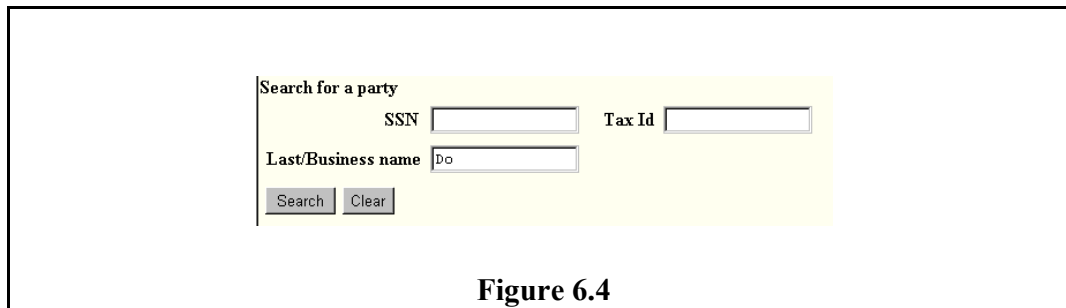 Search for a party
SSN Tax Id
Last/Business name Do
Search Clear
Figure 6.4